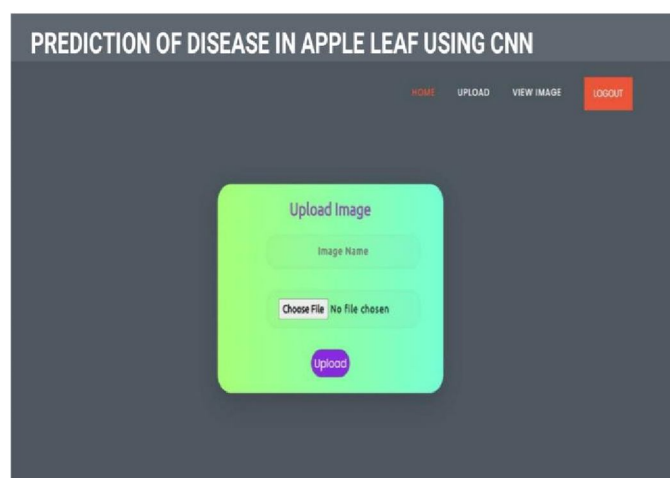 PREDICTION OF DISEASE IN APPLE LEAF USING CNN
HOME UPLOAD VIEW IMAGE LOGOUT
Upload Image
Image Name
Choose File No file chosen
Upload